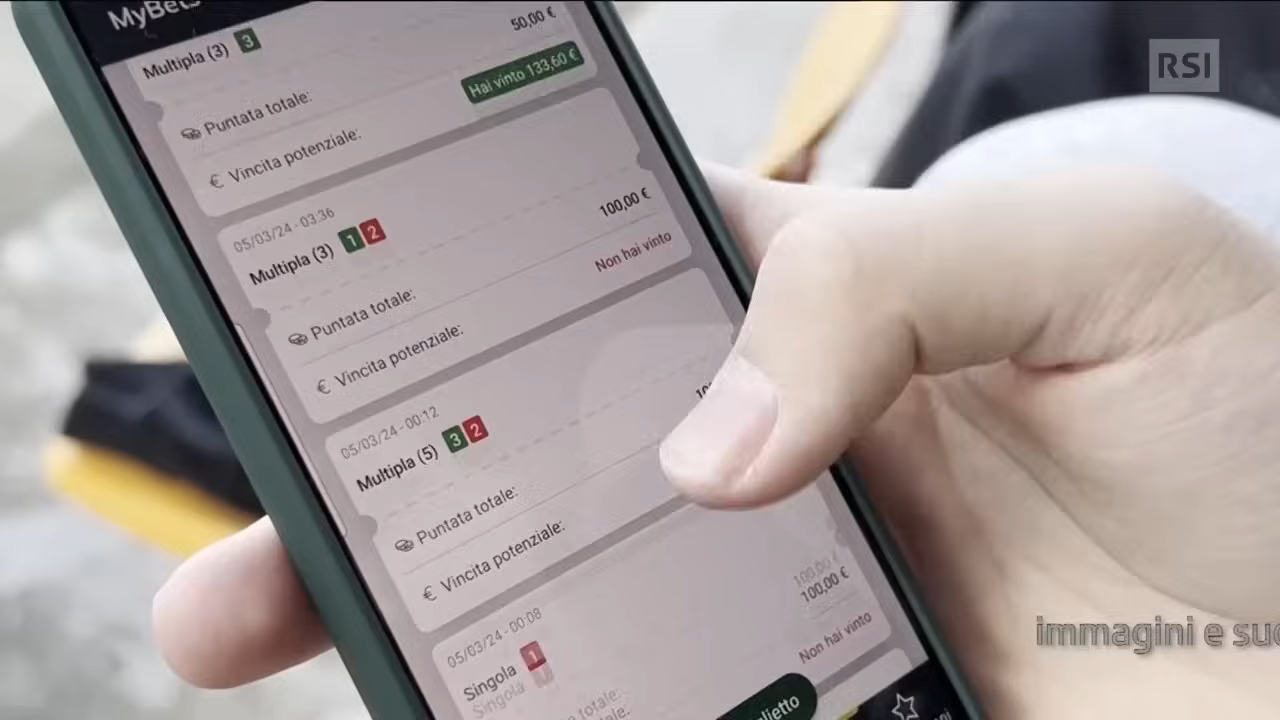 MyBets
RSI
Multipla (3) 3
50,00 €
Puntata totale:
Hai vinto 133,60 €
€ Vincita potenziale:
05/03/24 - 03:36
Multipla (3) 1 2
100,00 €
Puntata totale:
Non hai vinto
€ Vincita potenziale:
05/03/24 - 00:12
Multipla (5) 3 2
Puntata totale:
€ Vincita potenziale:
05/03/24 - 00:08
Singola 1
100,00 €
Non hai vinto
totale:
immagini e